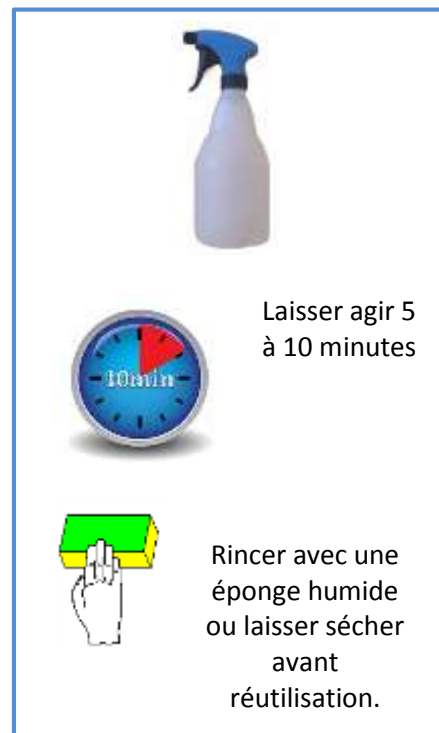 Laisser agir 5
à 10 minutes
10min
Rincer avec une
éponge humide
ou laisser sécher
avant
réutilisation.